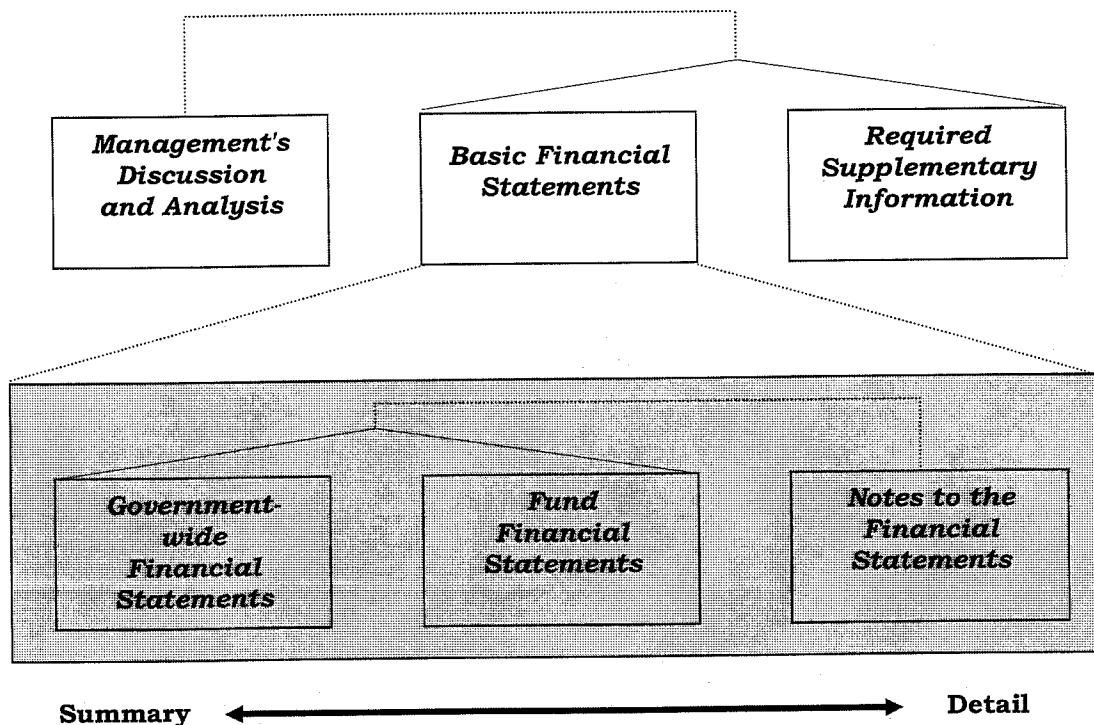 Management's
Discussion
and Analysis
Basic Financial
Statements
Required
Supplementary
Information
Government-
wide
Financial
Statements
Fund
Financial
Statements
Notes to the
Financial
Statements
Summary
Detail